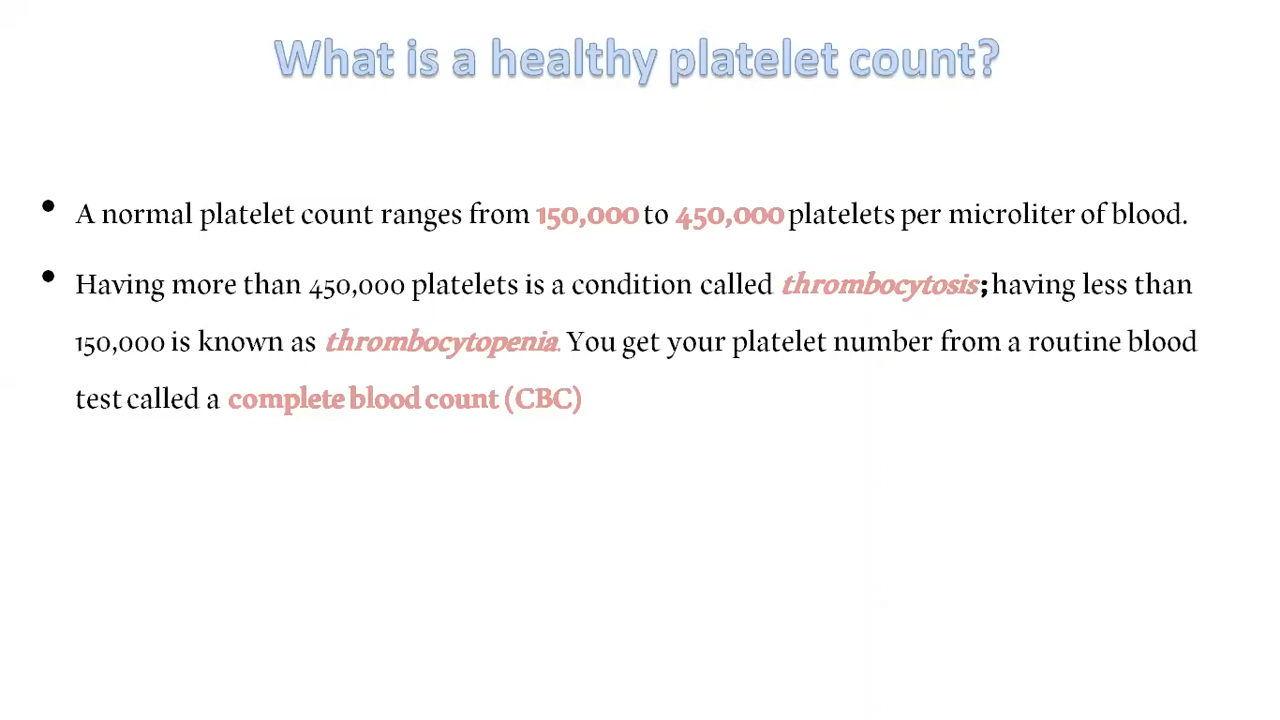 What is a healthy platelet count?
• A normal platelet count ranges from 150,000 to 450,000 platelets per microliter of blood.
• Having more than 450,000 platelets is a condition called thrombocytosis; having less than
150,000 is known as thrombocytopenia. You get your platelet number from a routine blood
test called a complete blood count (CBC)